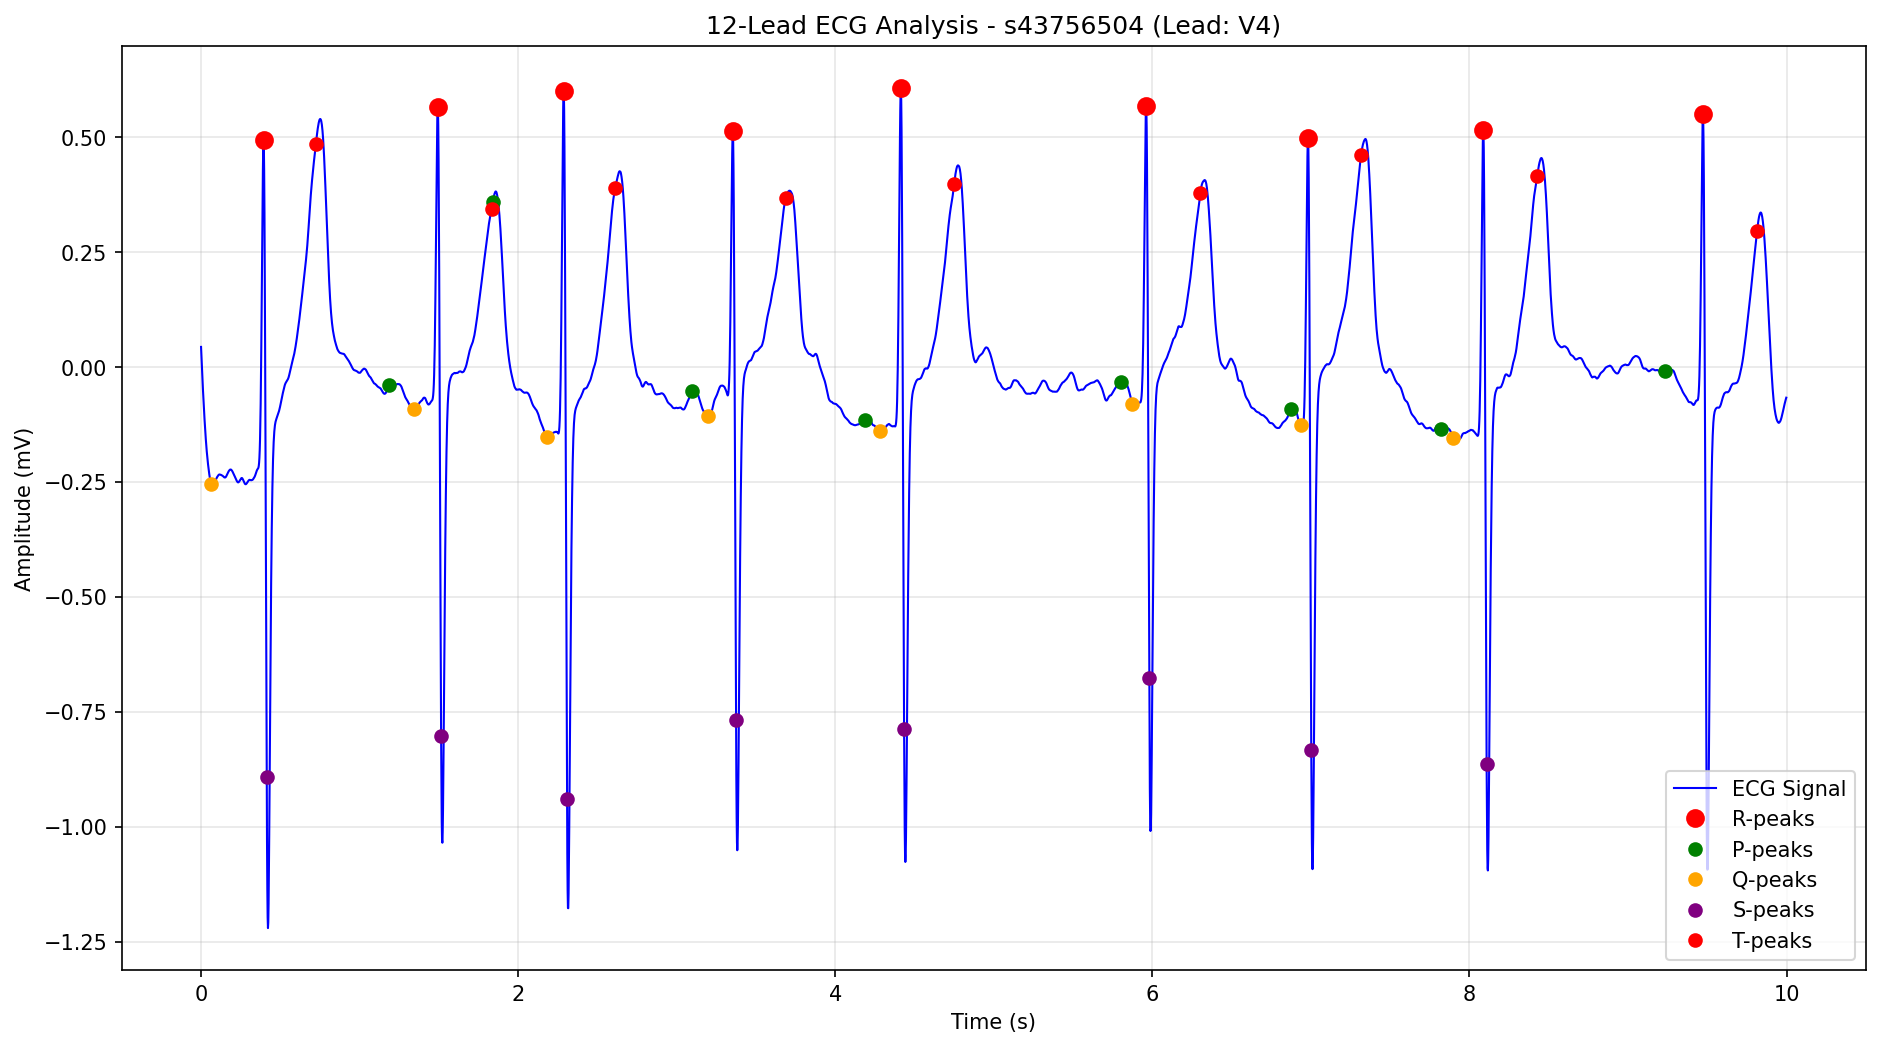 12-Lead ECG Analysis - s43756504 (Lead: V4)
Amplitude (mV)
0.50
0.25
0.00
−0.25
−0.50
−0.75
−1.00
−1.25
0 2 4 6 8 10
Time (s)
ECG Signal
R-peaks
P-peaks
Q-peaks
S-peaks
T-peaks